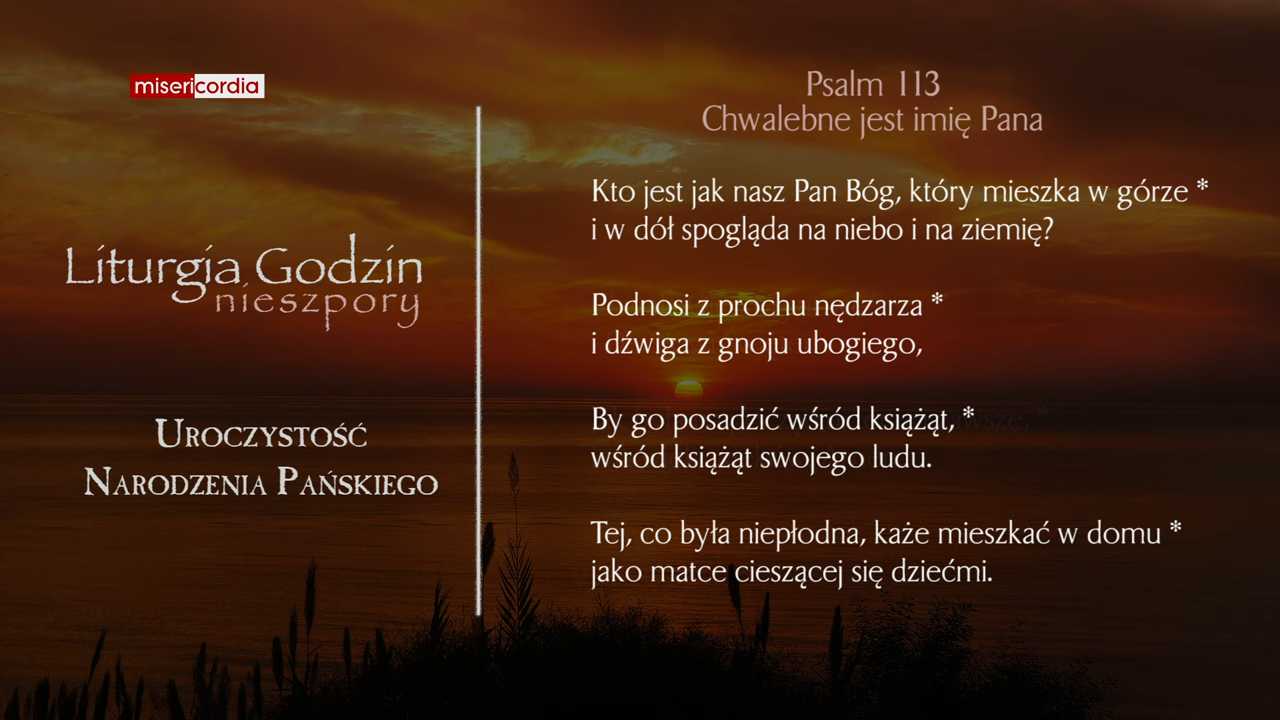 misericordia
Liturgia Godzin
nieszpory
Uroczystość
Narodzenia Pańskiego
Psalm 113
Chwalebne jest imię Pana
Kto jest jak nasz Pan Bóg, który mieszka w górze *
i w dół spogląda na niebo i na ziemię?
Podnosi z prochu nędzarza *
i dźwiga z gnoju ubogiego,
By go posadzić wśród książąt, *
wśród książąt swojego ludu.
Tej, co była niepłodna, każe mieszkać w domu *
jako matce cieszącej się dziećmi.